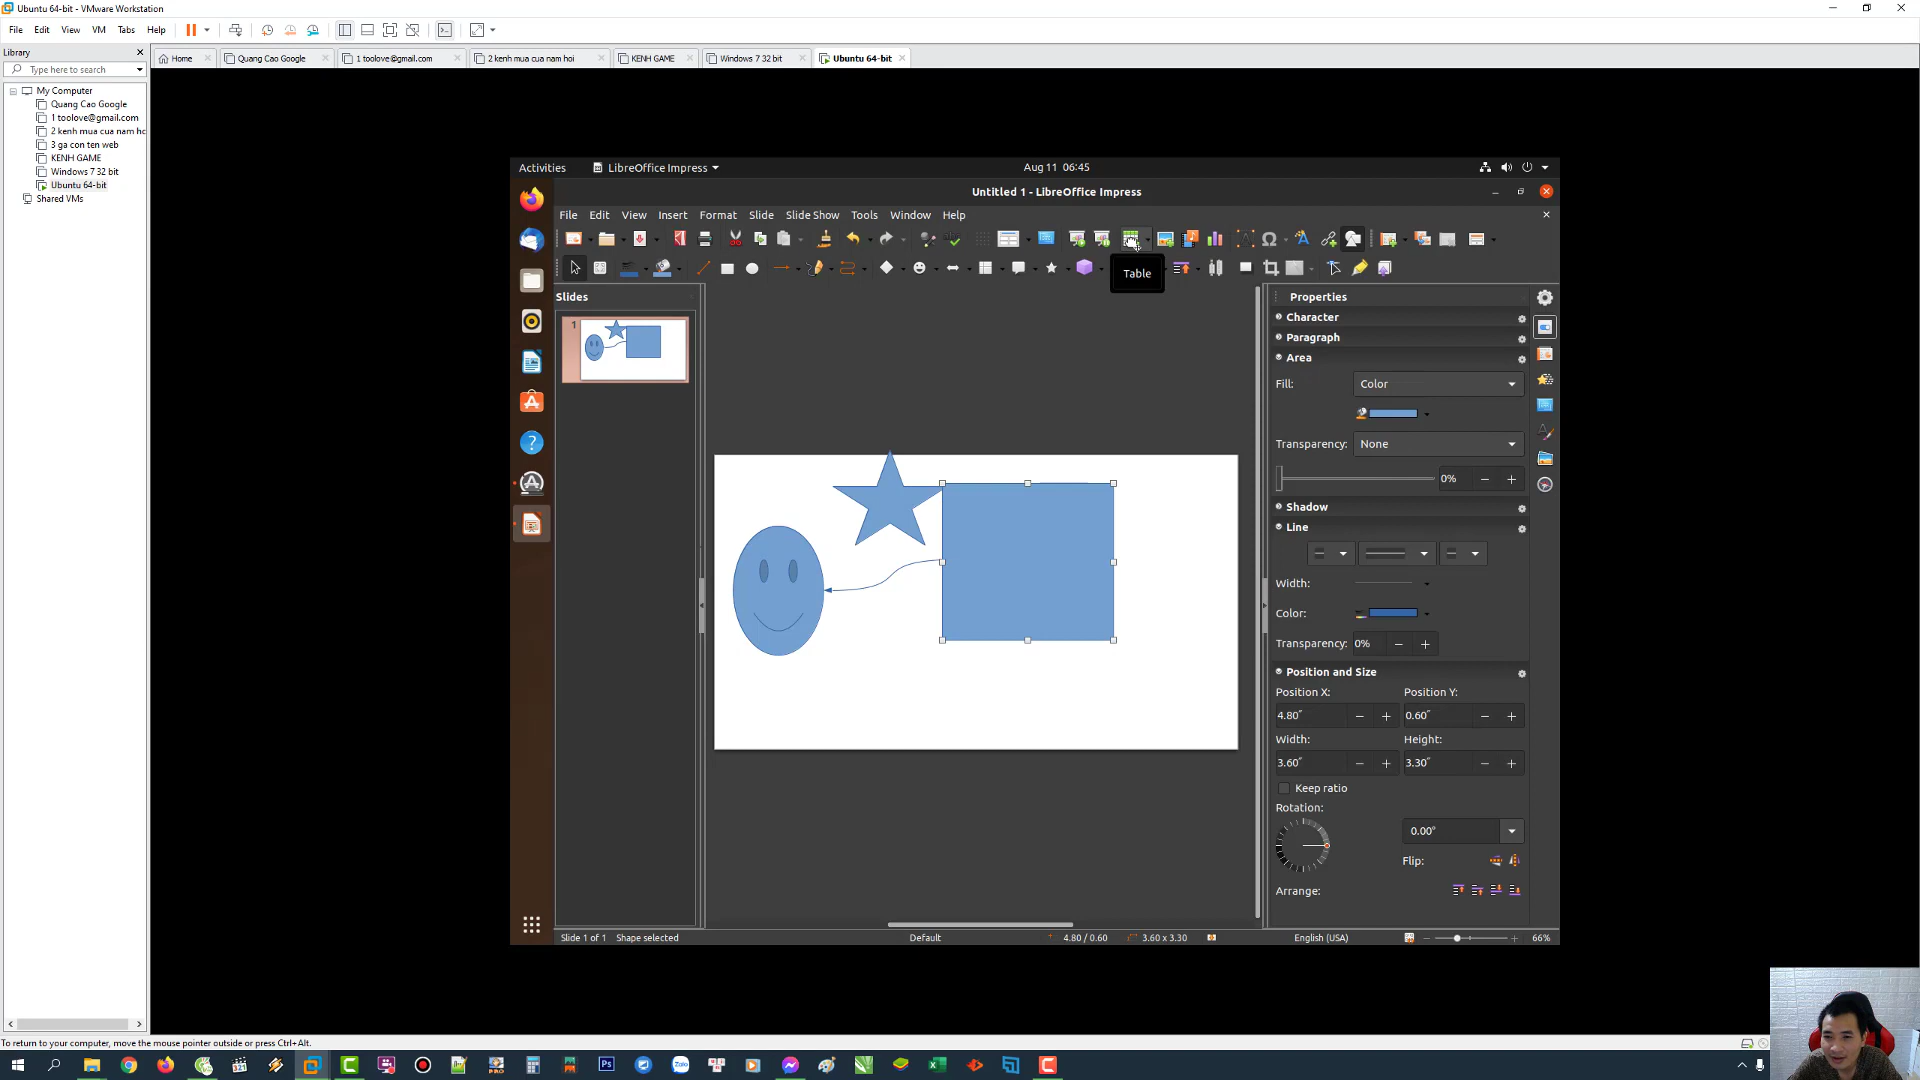 Ubuntu 64-bit - VMware Workstation
File Edit View VM Tabs Help
Library
Type here to search
Home
Quang Cao Google
1 toolove@gmail.com
2 kenh mua cua nam hoi
KENH GAME
Windows 7 32 bit
Ubuntu 64-bit
My Computer
Quang Cao Google
1 toolove@gmail.com
2 kenh mua cua nam ho
3 ga con ten web
KENH GAME
Windows 7 32 bit
Ubuntu 64-bit
Shared VMs
Activities LibreOffice Impress Aug 11 06:45
Untitled 1 - LibreOffice Impress
File Edit View Insert Format Slide Slide Show Tools Window Help
Table
Slides
1
Properties
Character
Paragraph
Area
Fill: Color
Transparency: None
0%
Shadow
Line
Width:
Color:
Transparency: 0%
Position and Size
Position X: Position Y:
4.80″ 0.60″
Width: Height:
3.60″ 3.30″
Keep ratio
Rotation:
0.00°
Flip:
Arrange:
Slide 1 of 1 Shape selected Default 4.80 / 0.60 3.60 x 3.30 English (USA) 66%
To return to your computer, move the mouse pointer outside or press Ctrl+Alt.